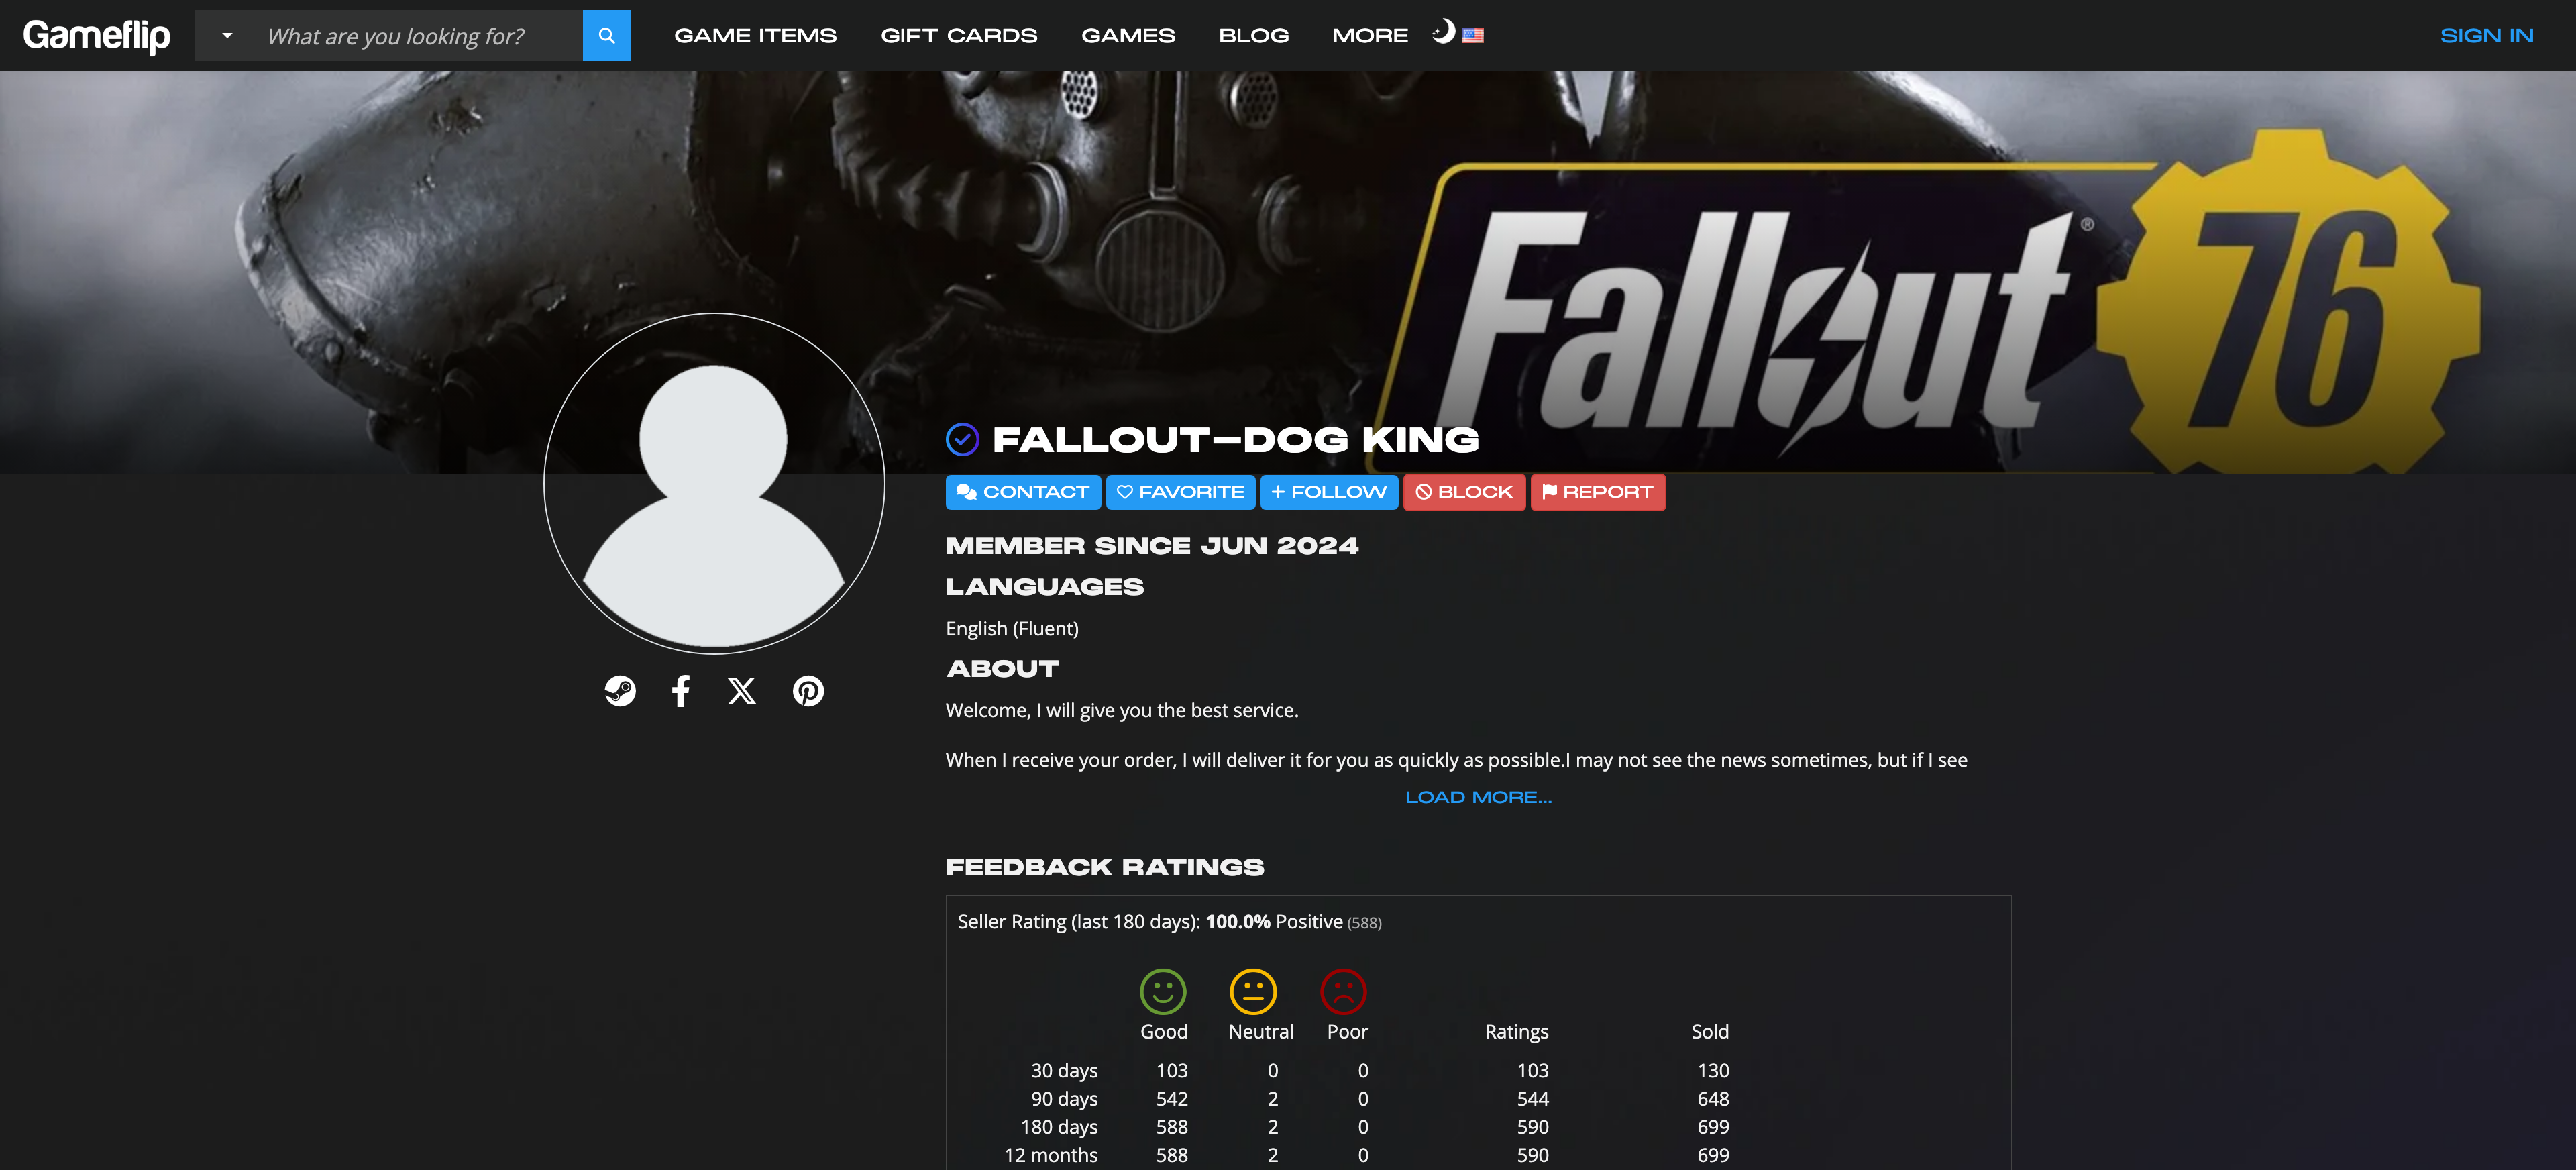 Gameflip
What are you looking for?
GAME ITEMS GIFT CARDS GAMES BLOG MORE
SIGN IN
Fallout® 76
FALLOUT-DOG KING
CONTACT FAVORITE + FOLLOW BLOCK REPORT
MEMBER SINCE JUN 2024
LANGUAGES
English (Fluent)
ABOUT
Welcome, I will give you the best service.
When I receive your order, I will deliver it for you as quickly as possible.I may not see the news sometimes, but if I see
LOAD MORE...
FEEDBACK RATINGS
Seller Rating (last 180 days): 100.0% Positive (588)
Good Neutral Poor Ratings Sold
30 days 103 0 0 103 130
90 days 542 2 0 544 648
180 days 588 2 0 590 699
12 months 588 2 0 590 699